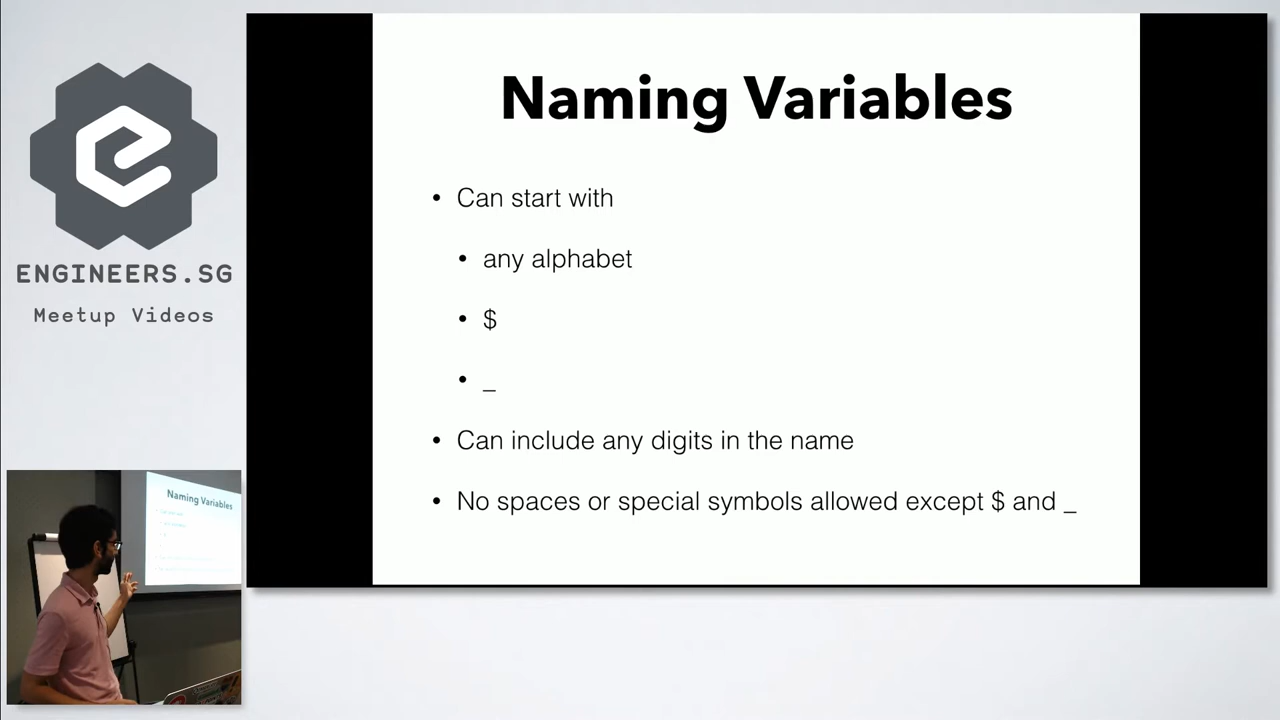 ENGINEERS.SG
Meetup Videos
Naming Variables
• Can start with
• any alphabet
• $
• _
• Can include any digits in the name
• No spaces or special symbols allowed except $ and _
Naming Variables